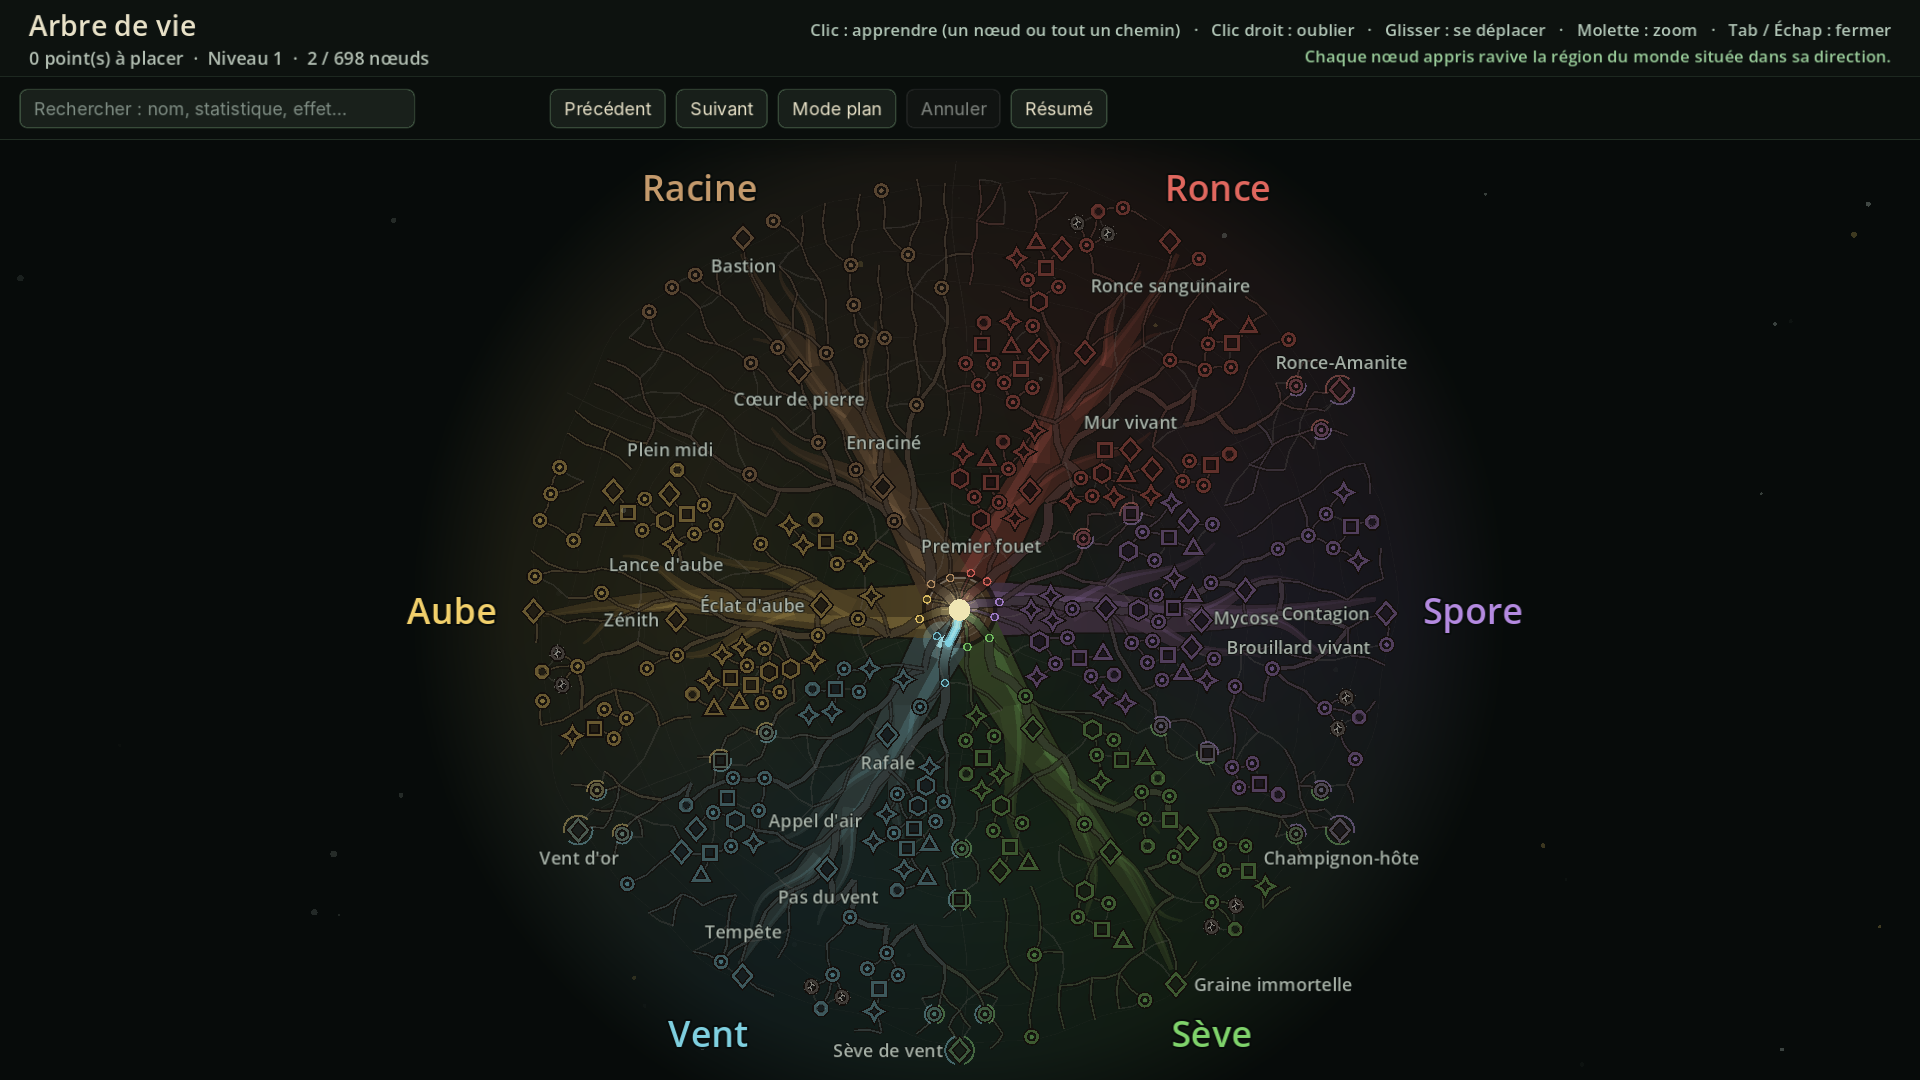 Arbre de vie
0 point(s) à placer · Niveau 1 · 2 / 698 nœuds
Clic : apprendre (un nœud ou tout un chemin) · Clic droit : oublier · Glisser : se déplacer · Molette : zoom · Tab / Échap : fermer
Chaque nœud appris ravive la région du monde située dans sa direction.
Rechercher : nom, statistique, effet...
Précédent
Suivant
Mode plan
Annuler
Résumé
Racine
Ronce
Bastion
Ronce sanguinaire
Ronce-Amanite
Cœur de pierre
Mur vivant
Enraciné
Plein midi
Premier fouet
Lance d'aube
Aube
Éclat d'aube
Zénith
Mycose
Contagion
Spore
Brouillard vivant
Rafale
Appel d'air
Vent d'or
Champignon-hôte
Pas du vent
Tempête
Graine immortelle
Vent
Sève
Sève de vent